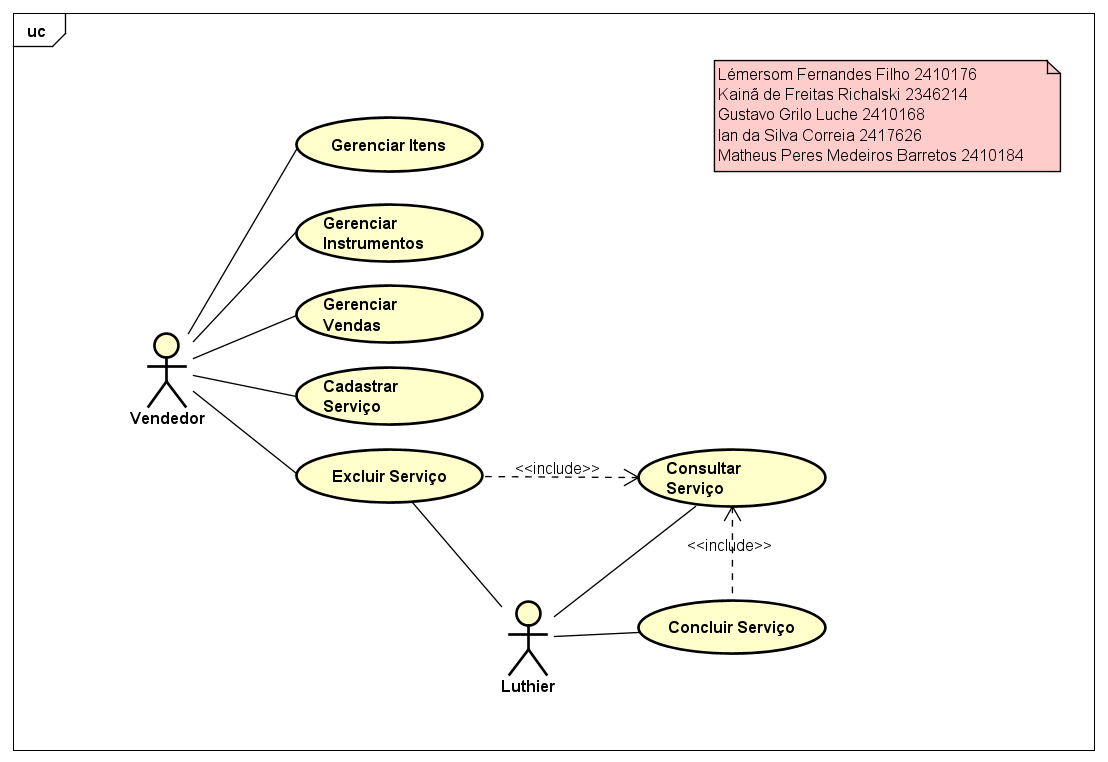 uc
Lémersom Fernandes Filho 2410176
Kainã de Freitas Richalski 2346214
Gustavo Grilo Luche 2410168
Ian da Silva Correia 2417626
Matheus Peres Medeiros Barretos 2410184
Gerenciar Itens
Gerenciar
Instrumentos
Gerenciar
Vendas
Cadastrar
Serviço
Vendedor
Excluir Serviço
<<include>>
Consultar
Serviço
<<include>>
Concluir Serviço
Luthier